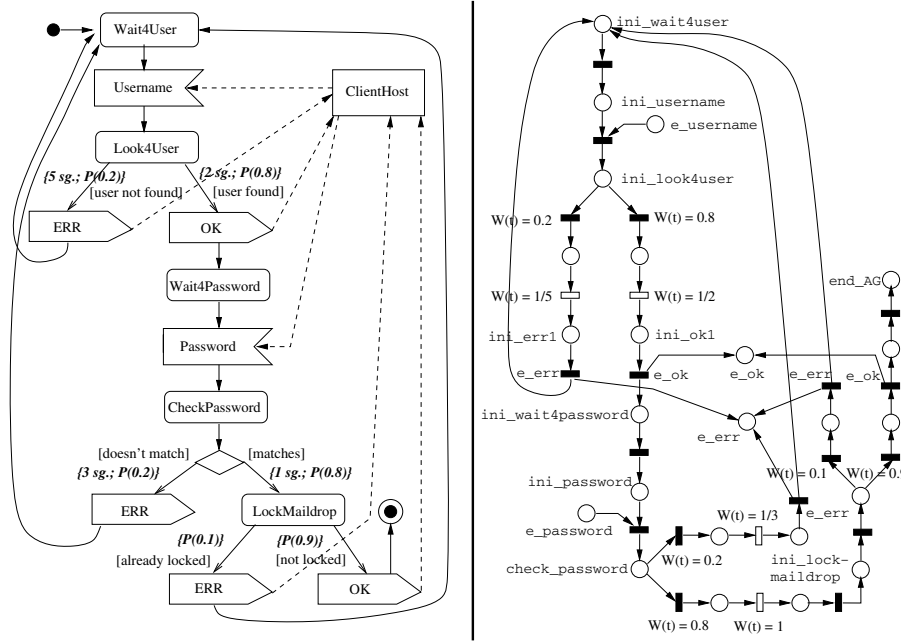 Wait4User
Username
ClientHost
Look4User
{5 sg.; P(0.2)}
{2 sg.; P(0.8)}
[user not found]
[user found]
ERR
OK
Wait4Password
Password
CheckPassword
[doesn't match]
[matches]
{3 sg.; P(0.2)}
{1 sg.; P(0.8)}
ERR
LockMaildrop
{P(0.1)}
{P(0.9)}
[already locked]
[not locked]
ERR
OK
ini_wait4user
ini_username
e_username
ini_look4user
W(t) = 0.2
W(t) = 0.8
end_AG
W(t) = 1/5
W(t) = 1/2
ini_err1
ini_ok1
e_err
e_ok
e_ok
e_err
e_ok
ini_wait4password
e_err
W(t) = 0.1
W(t) = 0.9
ini_password
e_err
e_password
W(t) = 1/3
check_password
W(t) = 0.2
ini_lock-
maildrop
W(t) = 0.8
W(t) = 1